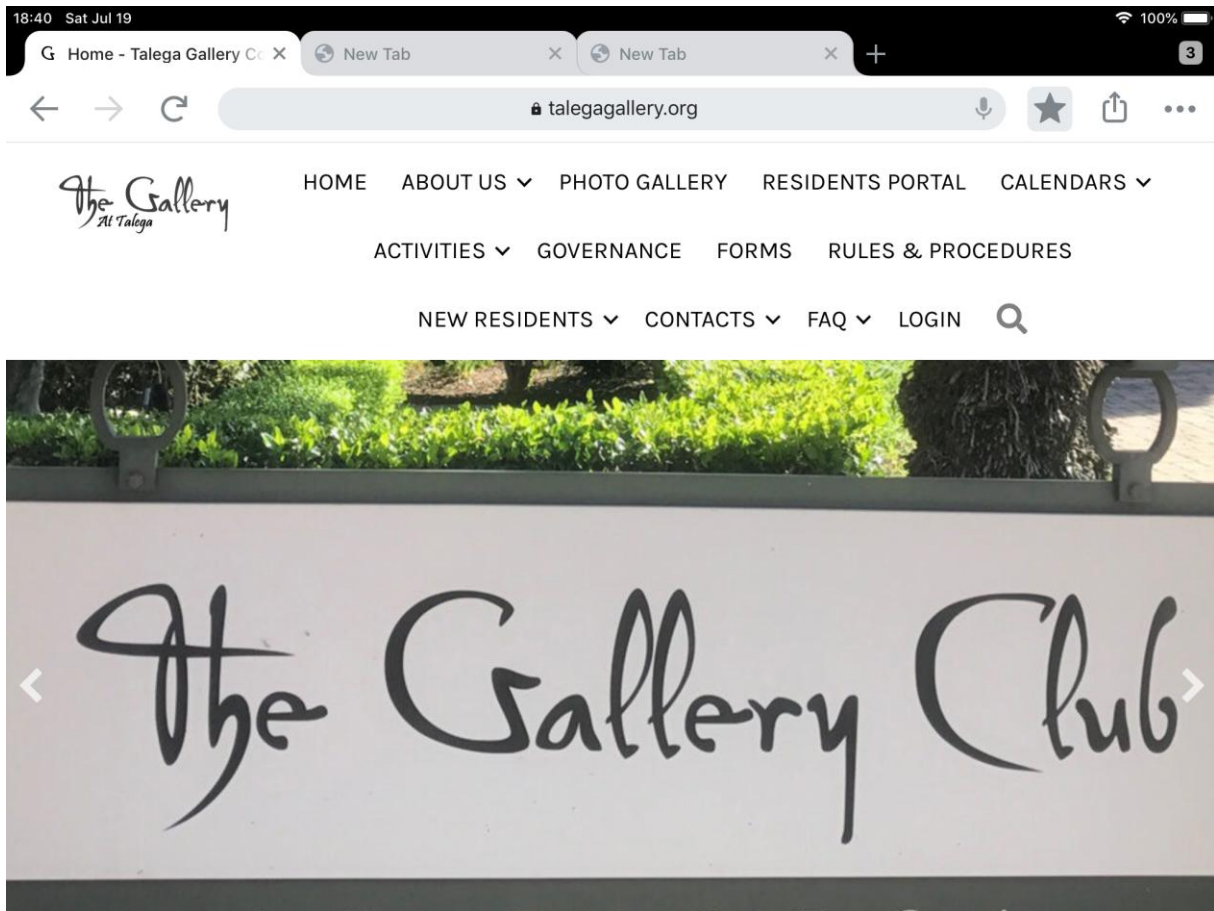 18:40 Sat Jul 19 100%
Home - Talega Gallery New Tab New Tab 3
talegagallery.org
The Gallery
At Talega
HOME ABOUT US PHOTO GALLERY RESIDENTS PORTAL CALENDARS
ACTIVITIES GOVERNANCE FORMS RULES & PROCEDURES
NEW RESIDENTS CONTACTS FAQ LOGIN
The Gallery Club